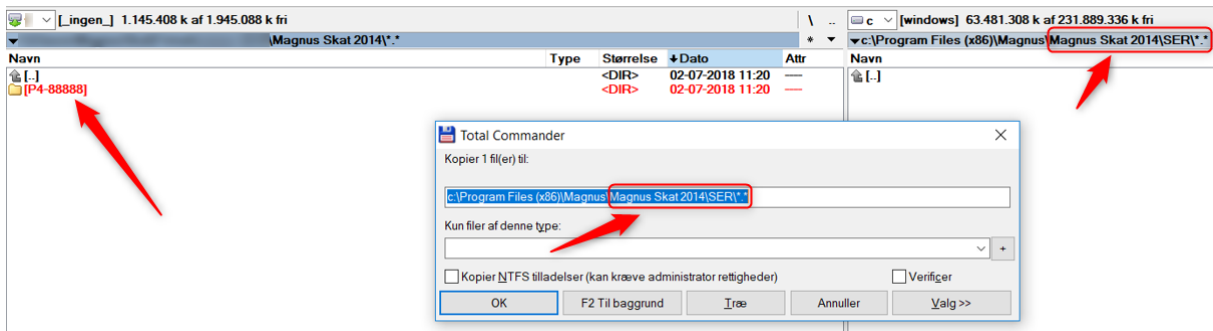 [_ingen_] 1.145.408 k af 1.945.088 k fri
\ ..
c [windows] 63.481.308 k af 231.889.336 k fri
\Magnus Skat 2014\*.*
* ▼
▼c:\Program Files (x86)\Magnus\Magnus Skat 2014\SER\*.*
Navn Type Størrelse Dato Attr
Navn
[..] <DIR> 02-07-2018 11:20 ----
[..]
[P4-88888] <DIR> 02-07-2018 11:20 ----
Total Commander
Kopier 1 fil(er) til:
c:\Program Files (x86)\Magnus\Magnus Skat 2014\SER\*.*
Kun filer af denne type:
+
Kopier NTFS tilladelser (kan kræve administrator rettigheder)
Verificer
OK F2 Til baggrund Træ Annuller Valg >>